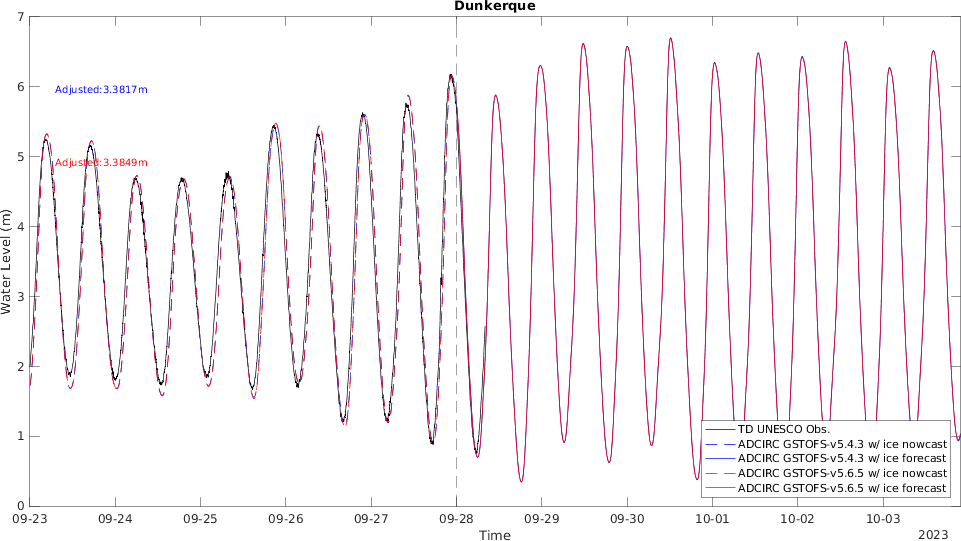 Dunkerque
7
6
5
4
3
2
1
0
Water Level (m)
Adjusted:3.3817m
Adjusted:3.3849m
TD UNESCO Obs.
ADCIRC GSTOFS-v5.4.3 w/ ice nowcast
ADCIRC GSTOFS-v5.4.3 w/ ice forecast
ADCIRC GSTOFS-v5.6.5 w/ ice nowcast
ADCIRC GSTOFS-v5.6.5 w/ ice forecast
09-23 09-24 09-25 09-26 09-27 09-28 09-29 09-30 10-01 10-02 10-03
Time
2023